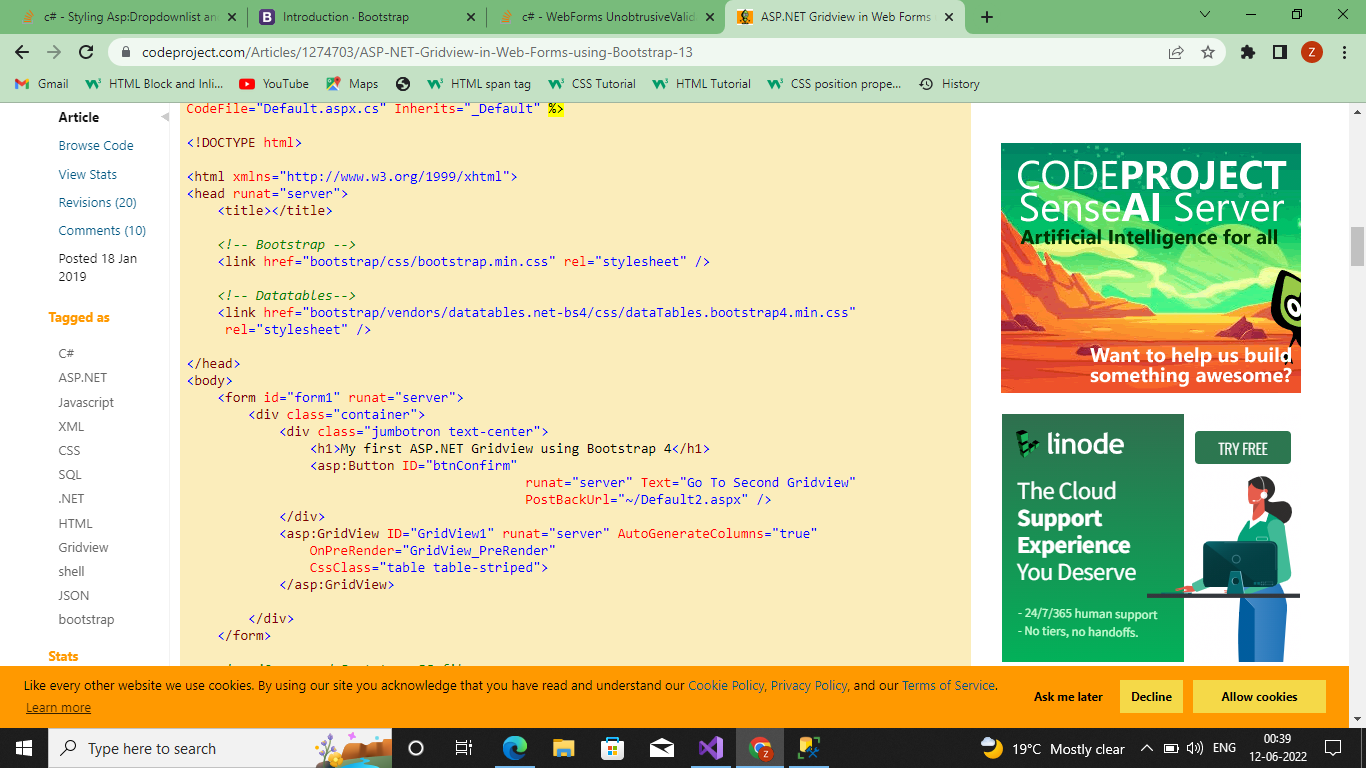 c# - Styling Asp:Dropdownlist an
Introduction · Bootstrap
c# - WebForms UnobtrusiveValid
ASP.NET Gridview in Web Forms
codeproject.com/Articles/1274703/ASP-NET-Gridview-in-Web-Forms-using-Bootstrap-13
Z
Gmail
HTML Block and Inli...
YouTube
Maps
HTML span tag
CSS Tutorial
HTML Tutorial
CSS position prope...
History
Article
Browse Code
View Stats
Revisions (20)
Comments (10)
Posted 18 Jan
2019
Tagged as
C#
ASP.NET
Javascript
XML
CSS
SQL
.NET
HTML
Gridview
shell
JSON
bootstrap
Stats
CodeFile="Default.aspx.cs" Inherits="_Default" %>
<!DOCTYPE html>
<html xmlns="http://www.w3.org/1999/xhtml">
<head runat="server">
<title></title>
<!-- Bootstrap -->
<link href="bootstrap/css/bootstrap.min.css" rel="stylesheet" />
<!-- Datatables-->
<link href="bootstrap/vendors/datatables.net-bs4/css/dataTables.bootstrap4.min.css"
rel="stylesheet" />
</head>
<body>
<form id="form1" runat="server">
<div class="container">
<div class="jumbotron text-center">
<h1>My first ASP.NET Gridview using Bootstrap 4</h1>
<asp:Button ID="btnConfirm"
runat="server" Text="Go To Second Gridview"
PostBackUrl="~/Default2.aspx" />
</div>
<asp:GridView ID="GridView1" runat="server" AutoGenerateColumns="true"
OnPreRender="GridView_PreRender"
CssClass="table table-striped">
</asp:GridView>
</div>
</form>
CODEPROJECT
SenseAI Server
Artificial Intelligence for all
Want to help us build
something awesome?
linode
TRY FREE
The Cloud
Support
Experience
You Deserve
- 24/7/365 human support
- No tiers, no handoffs.
Like every other website we use cookies. By using our site you acknowledge that you have read and understand our Cookie Policy, Privacy Policy, and our Terms of Service.
Learn more
Ask me later
Decline
Allow cookies
Type here to search
Z
19°C Mostly clear
ENG
00:39
12-06-2022